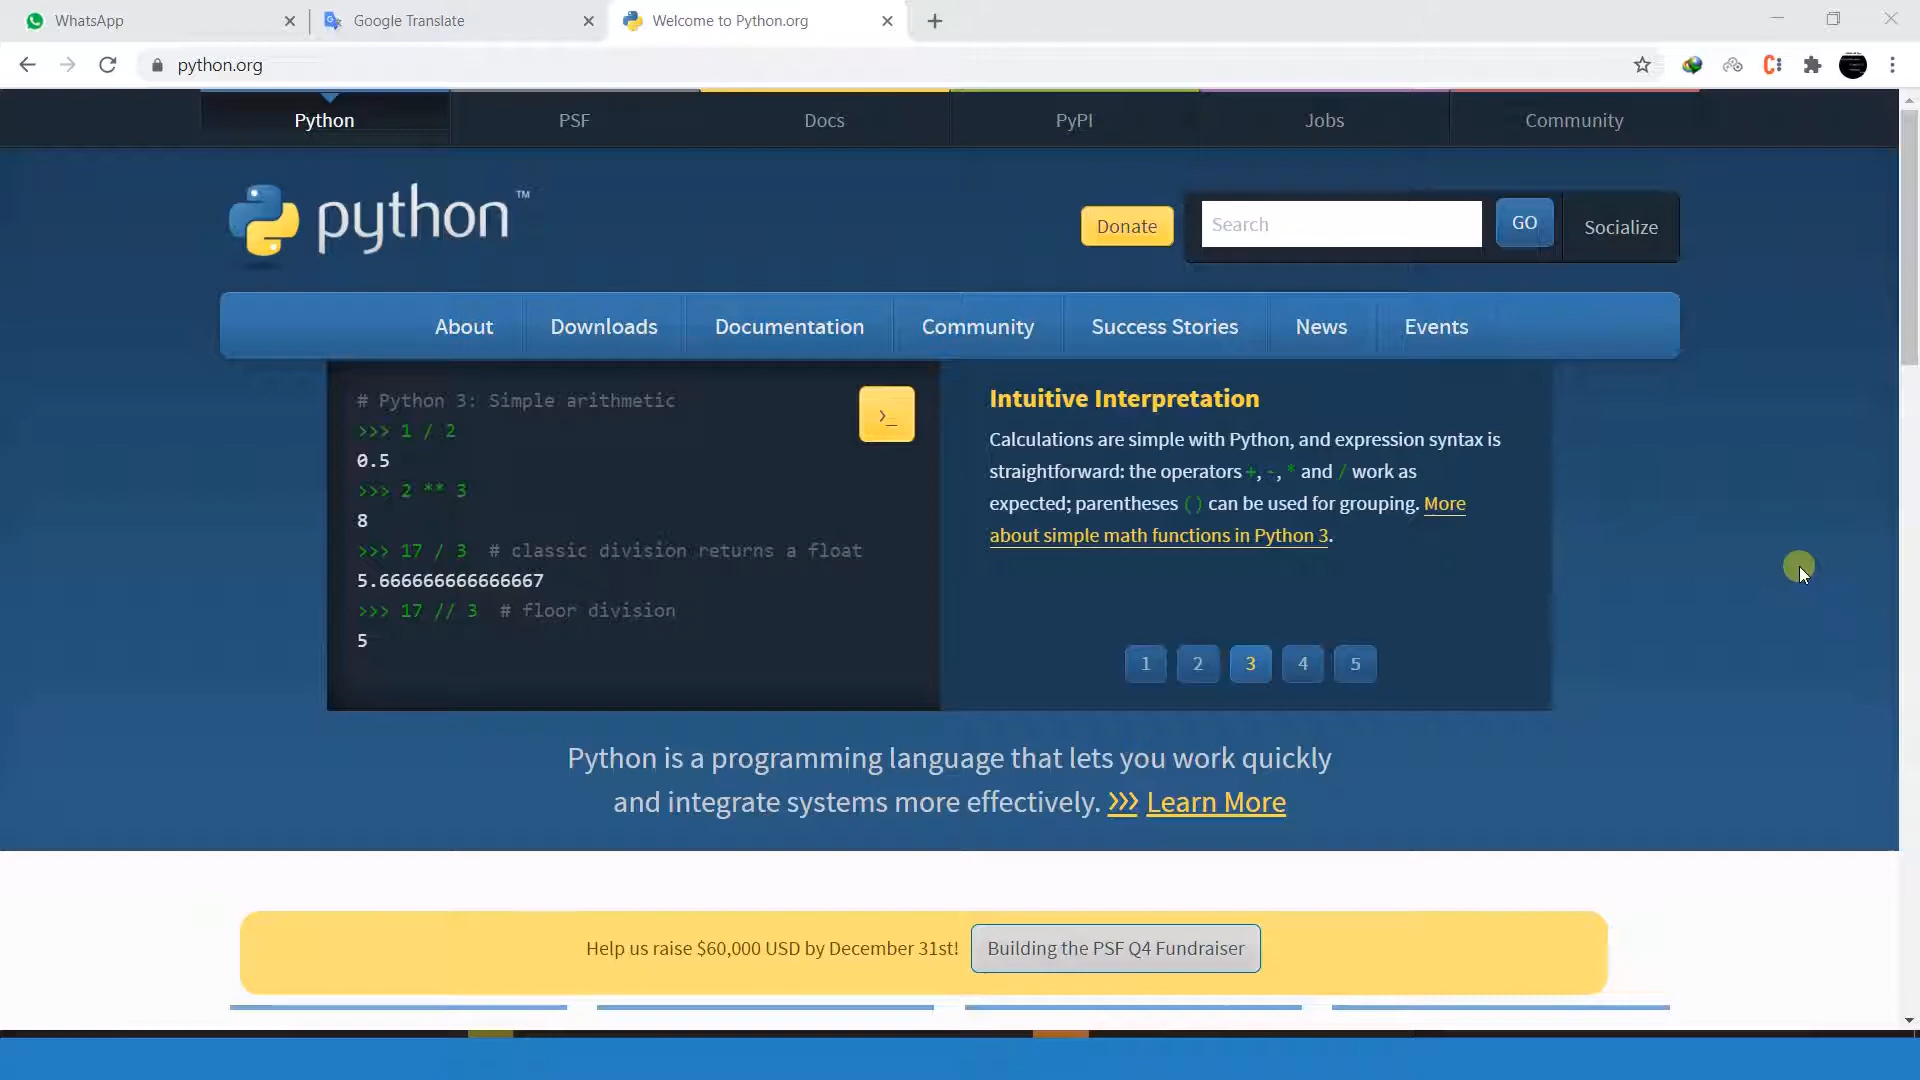 WhatsApp
Google Translate
Welcome to Python.org
python.org
Python
PSF
Docs
PyPI
Jobs
Community
python™
Donate
Search
GO
Socialize
About
Downloads
Documentation
Community
Success Stories
News
Events
# Python 3: Simple arithmetic
>>> 1 / 2
0.5
>>> 2 ** 3
8
>>> 17 / 3 # classic division returns a float
5.666666666666667
>>> 17 // 3 # floor division
5
>_
Intuitive Interpretation
Calculations are simple with Python, and expression syntax is
straightforward: the operators +, -, * and / work as
expected; parentheses () can be used for grouping. More
about simple math functions in Python 3.
1 2 3 4 5
Python is a programming language that lets you work quickly
and integrate systems more effectively. >>> Learn More
Help us raise $60,000 USD by December 31st!
Building the PSF Q4 Fundraiser